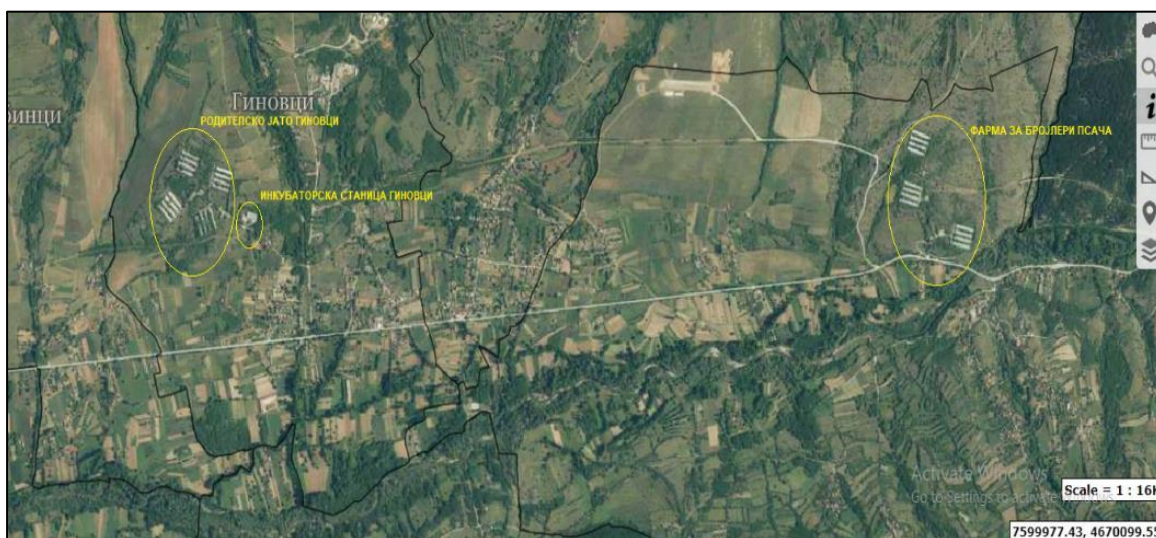 Гиновци
РОДИТЕЛСКО ЈАТО ГИНОВЦИ
ИНКУБАТОРСКА СТАНИЦА ГИНОВЦИ
ФАРМА ЗА БРОЈЛЕРИ ПСАЧА
Activate Windows
Go to Settings to activate Windows.
Scale = 1 : 16K
7599977.43, 4670099.55